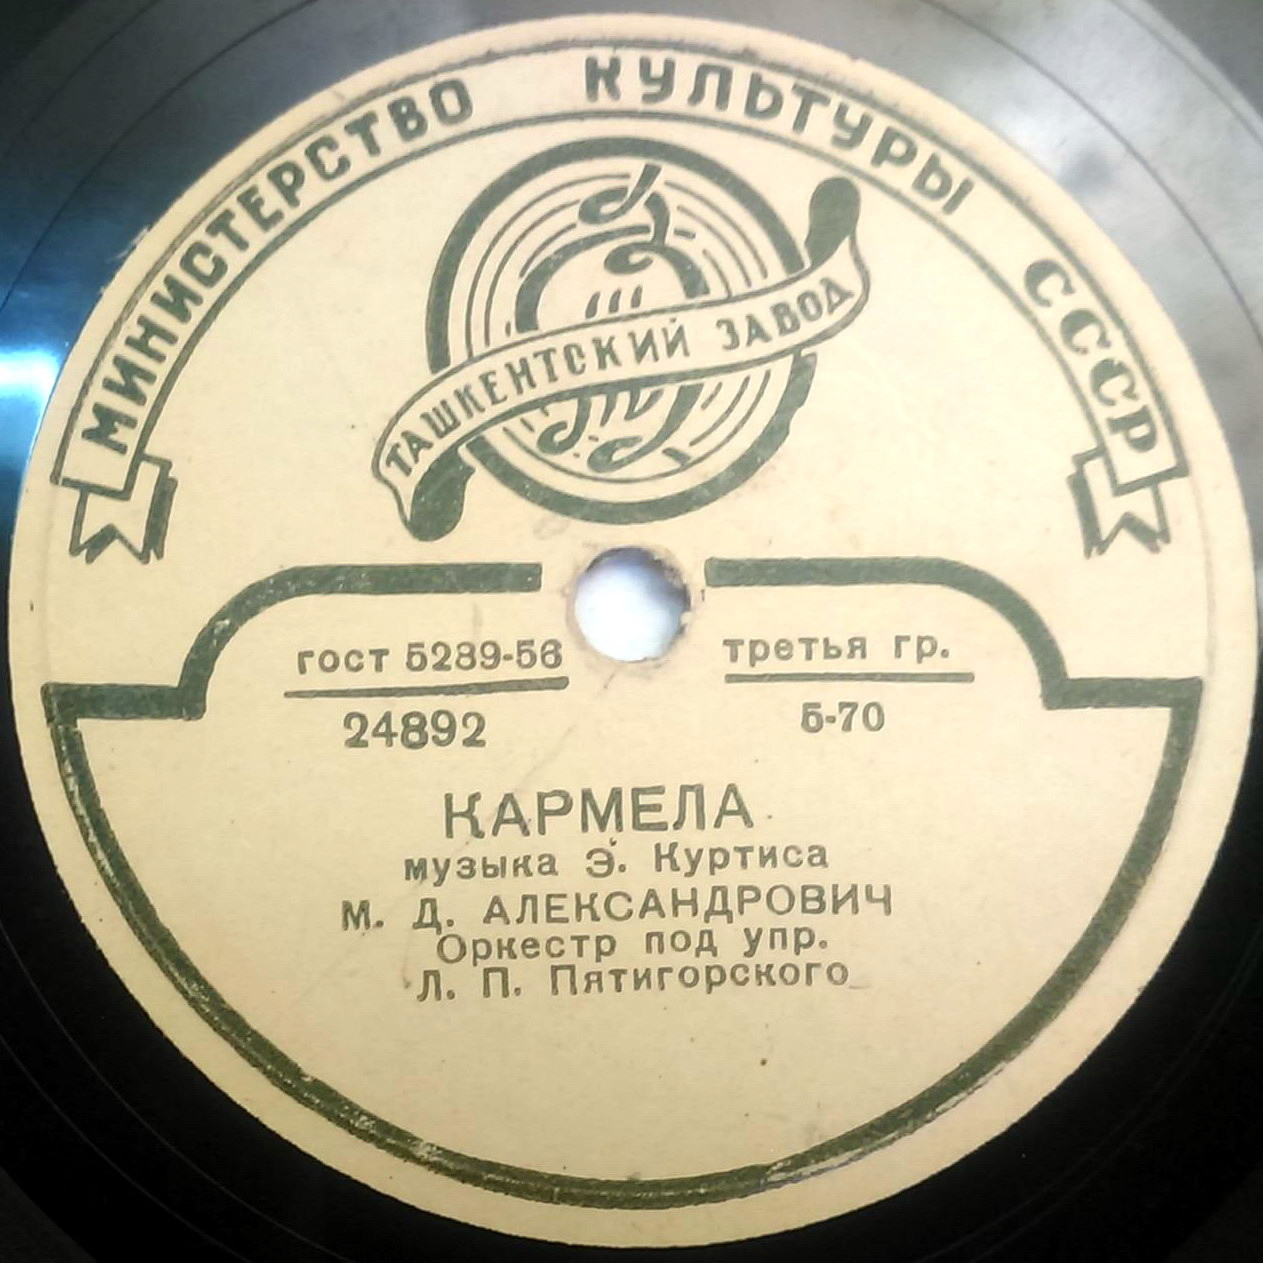 МИНИСТЕРСТВО КУЛЬТУРЫ СССР
ТАШКЕНТСКИЙ ЗАВОД
гост 5289-56
третья гр.
24892
5-70
КАРМЕЛА
музыка Э. Куртиса
М. Д. АЛЕКСАНДРОВИЧ
Оркестр под упр.
Л. П. Пятигорского